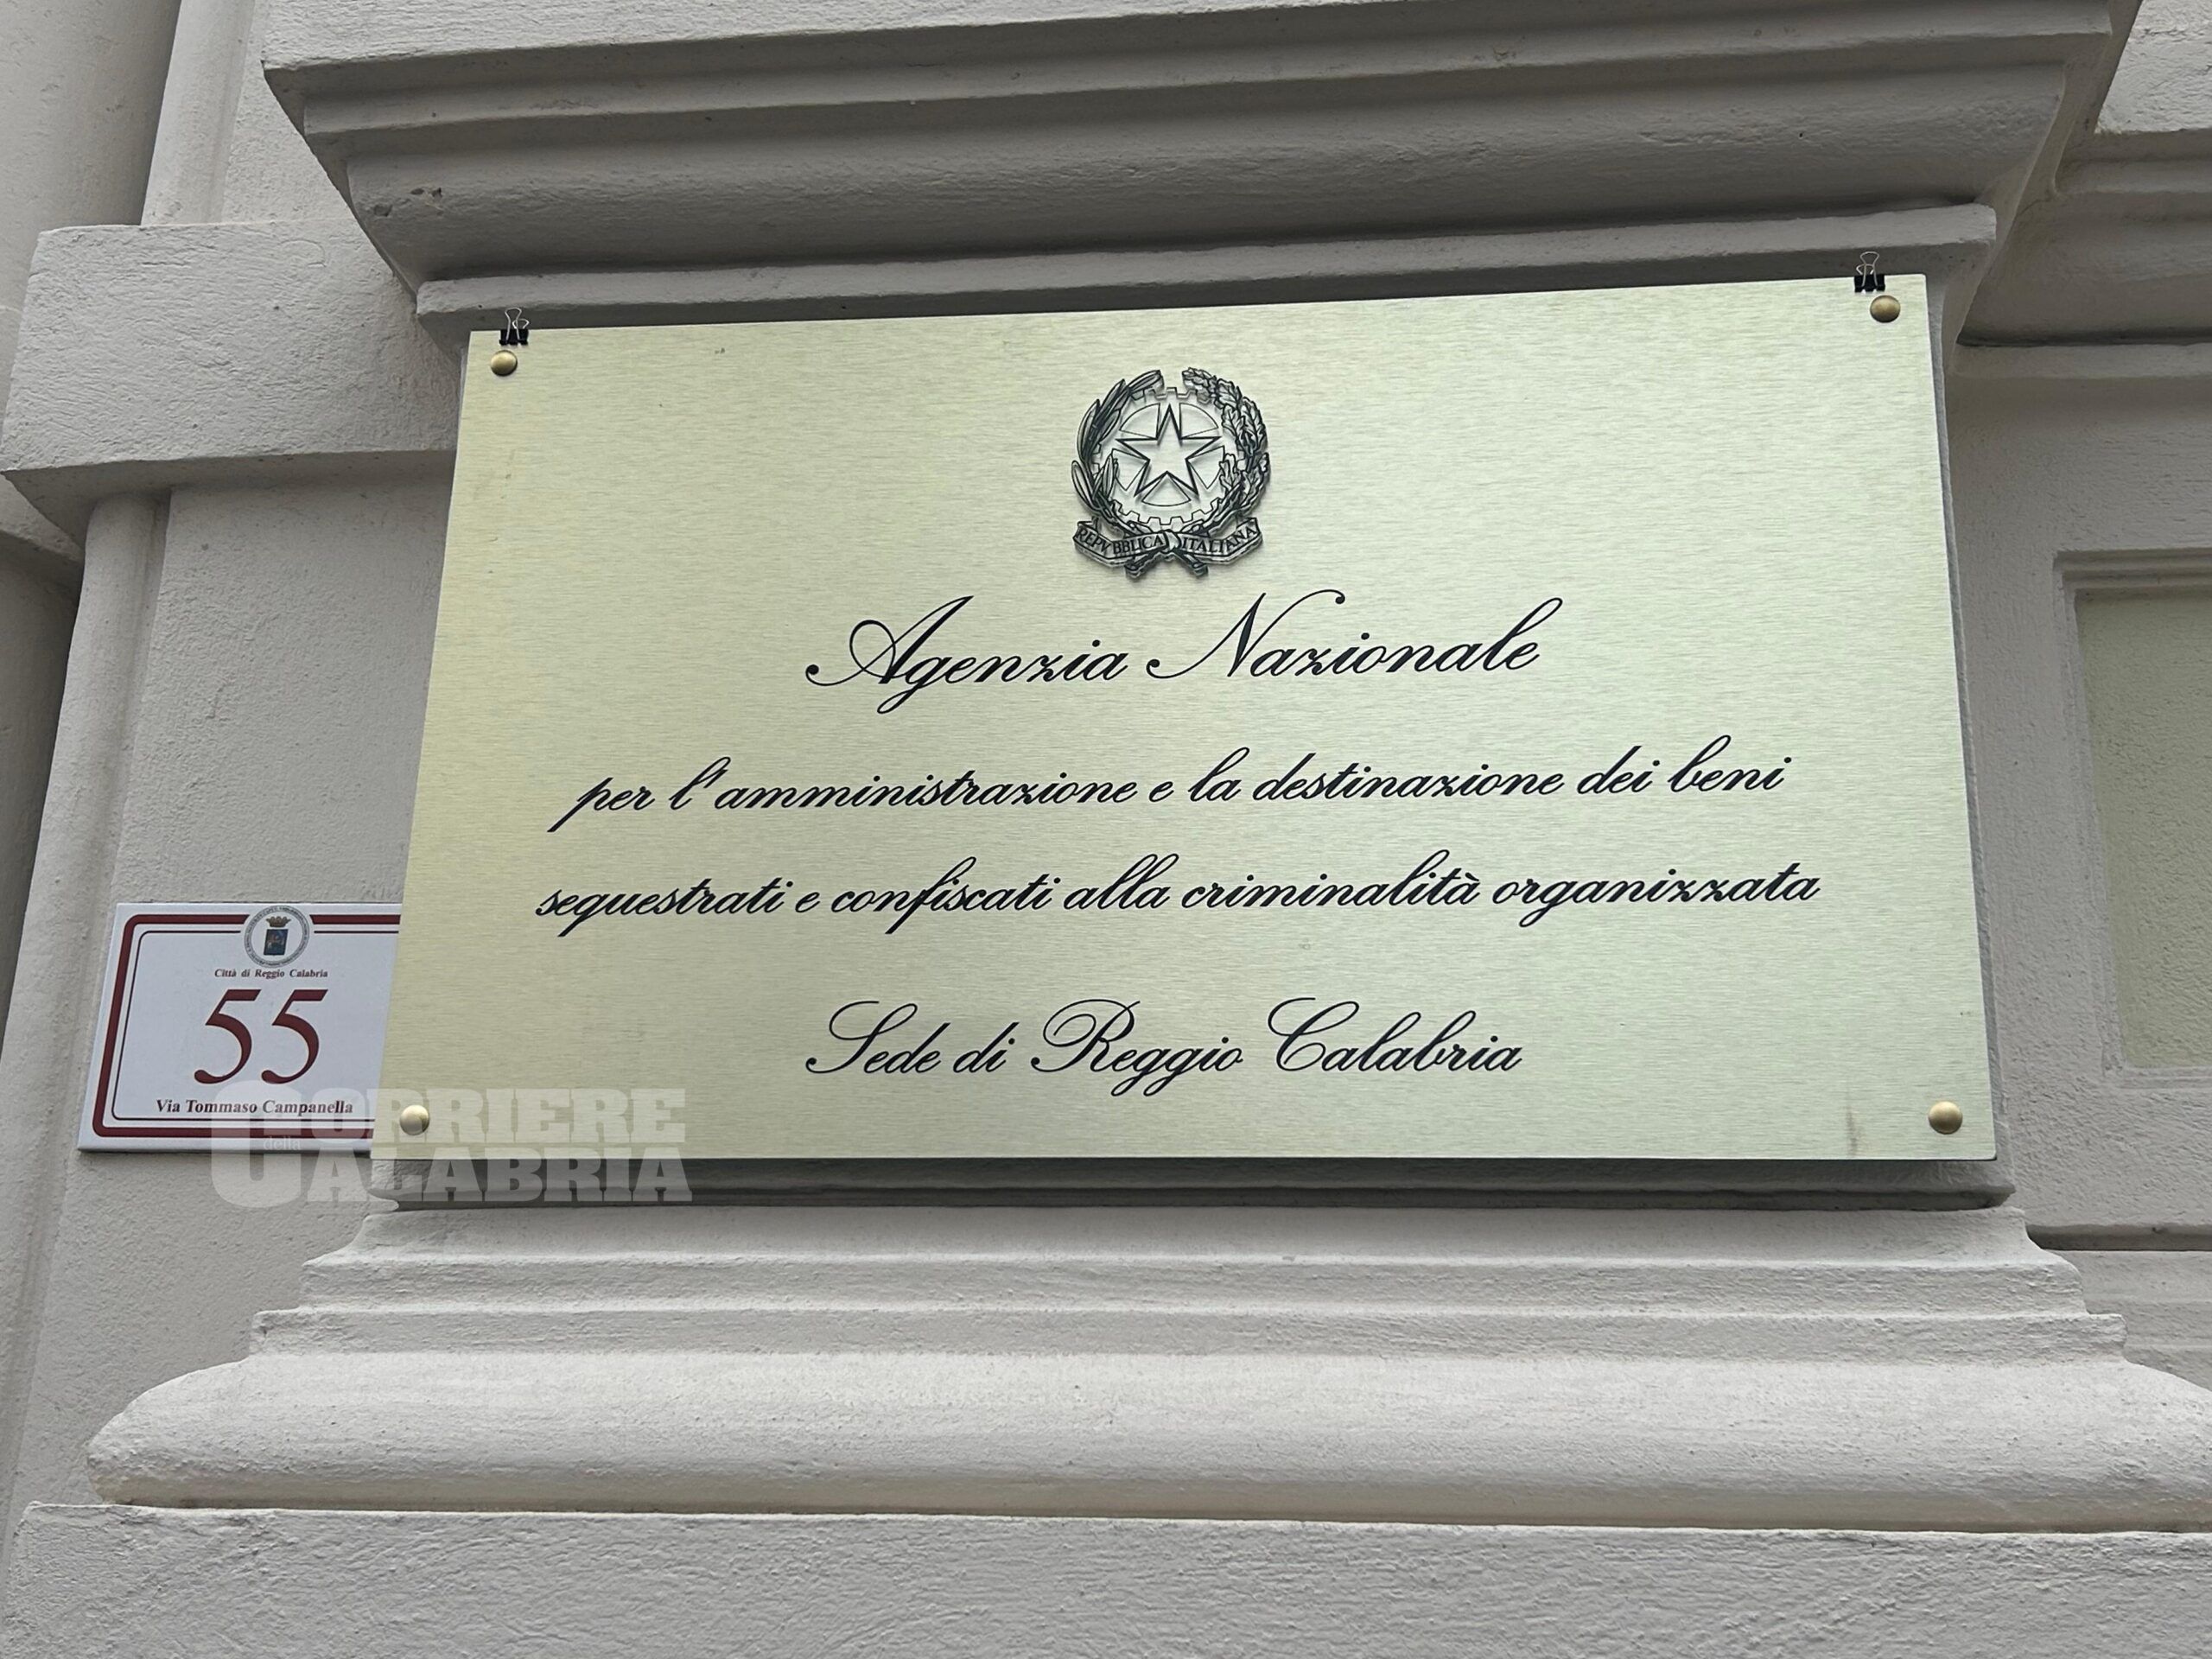 REPVBBLICA ITALIANA
Agenzia Nazionale
per l'amministrazione e la destinazione dei beni
sequestrati e confiscati alla criminalità organizzata
Sede di Reggio Calabria
Città di Reggio Calabria
55
Via Tommaso Campanella
CORRIERE
della
CALABRIA